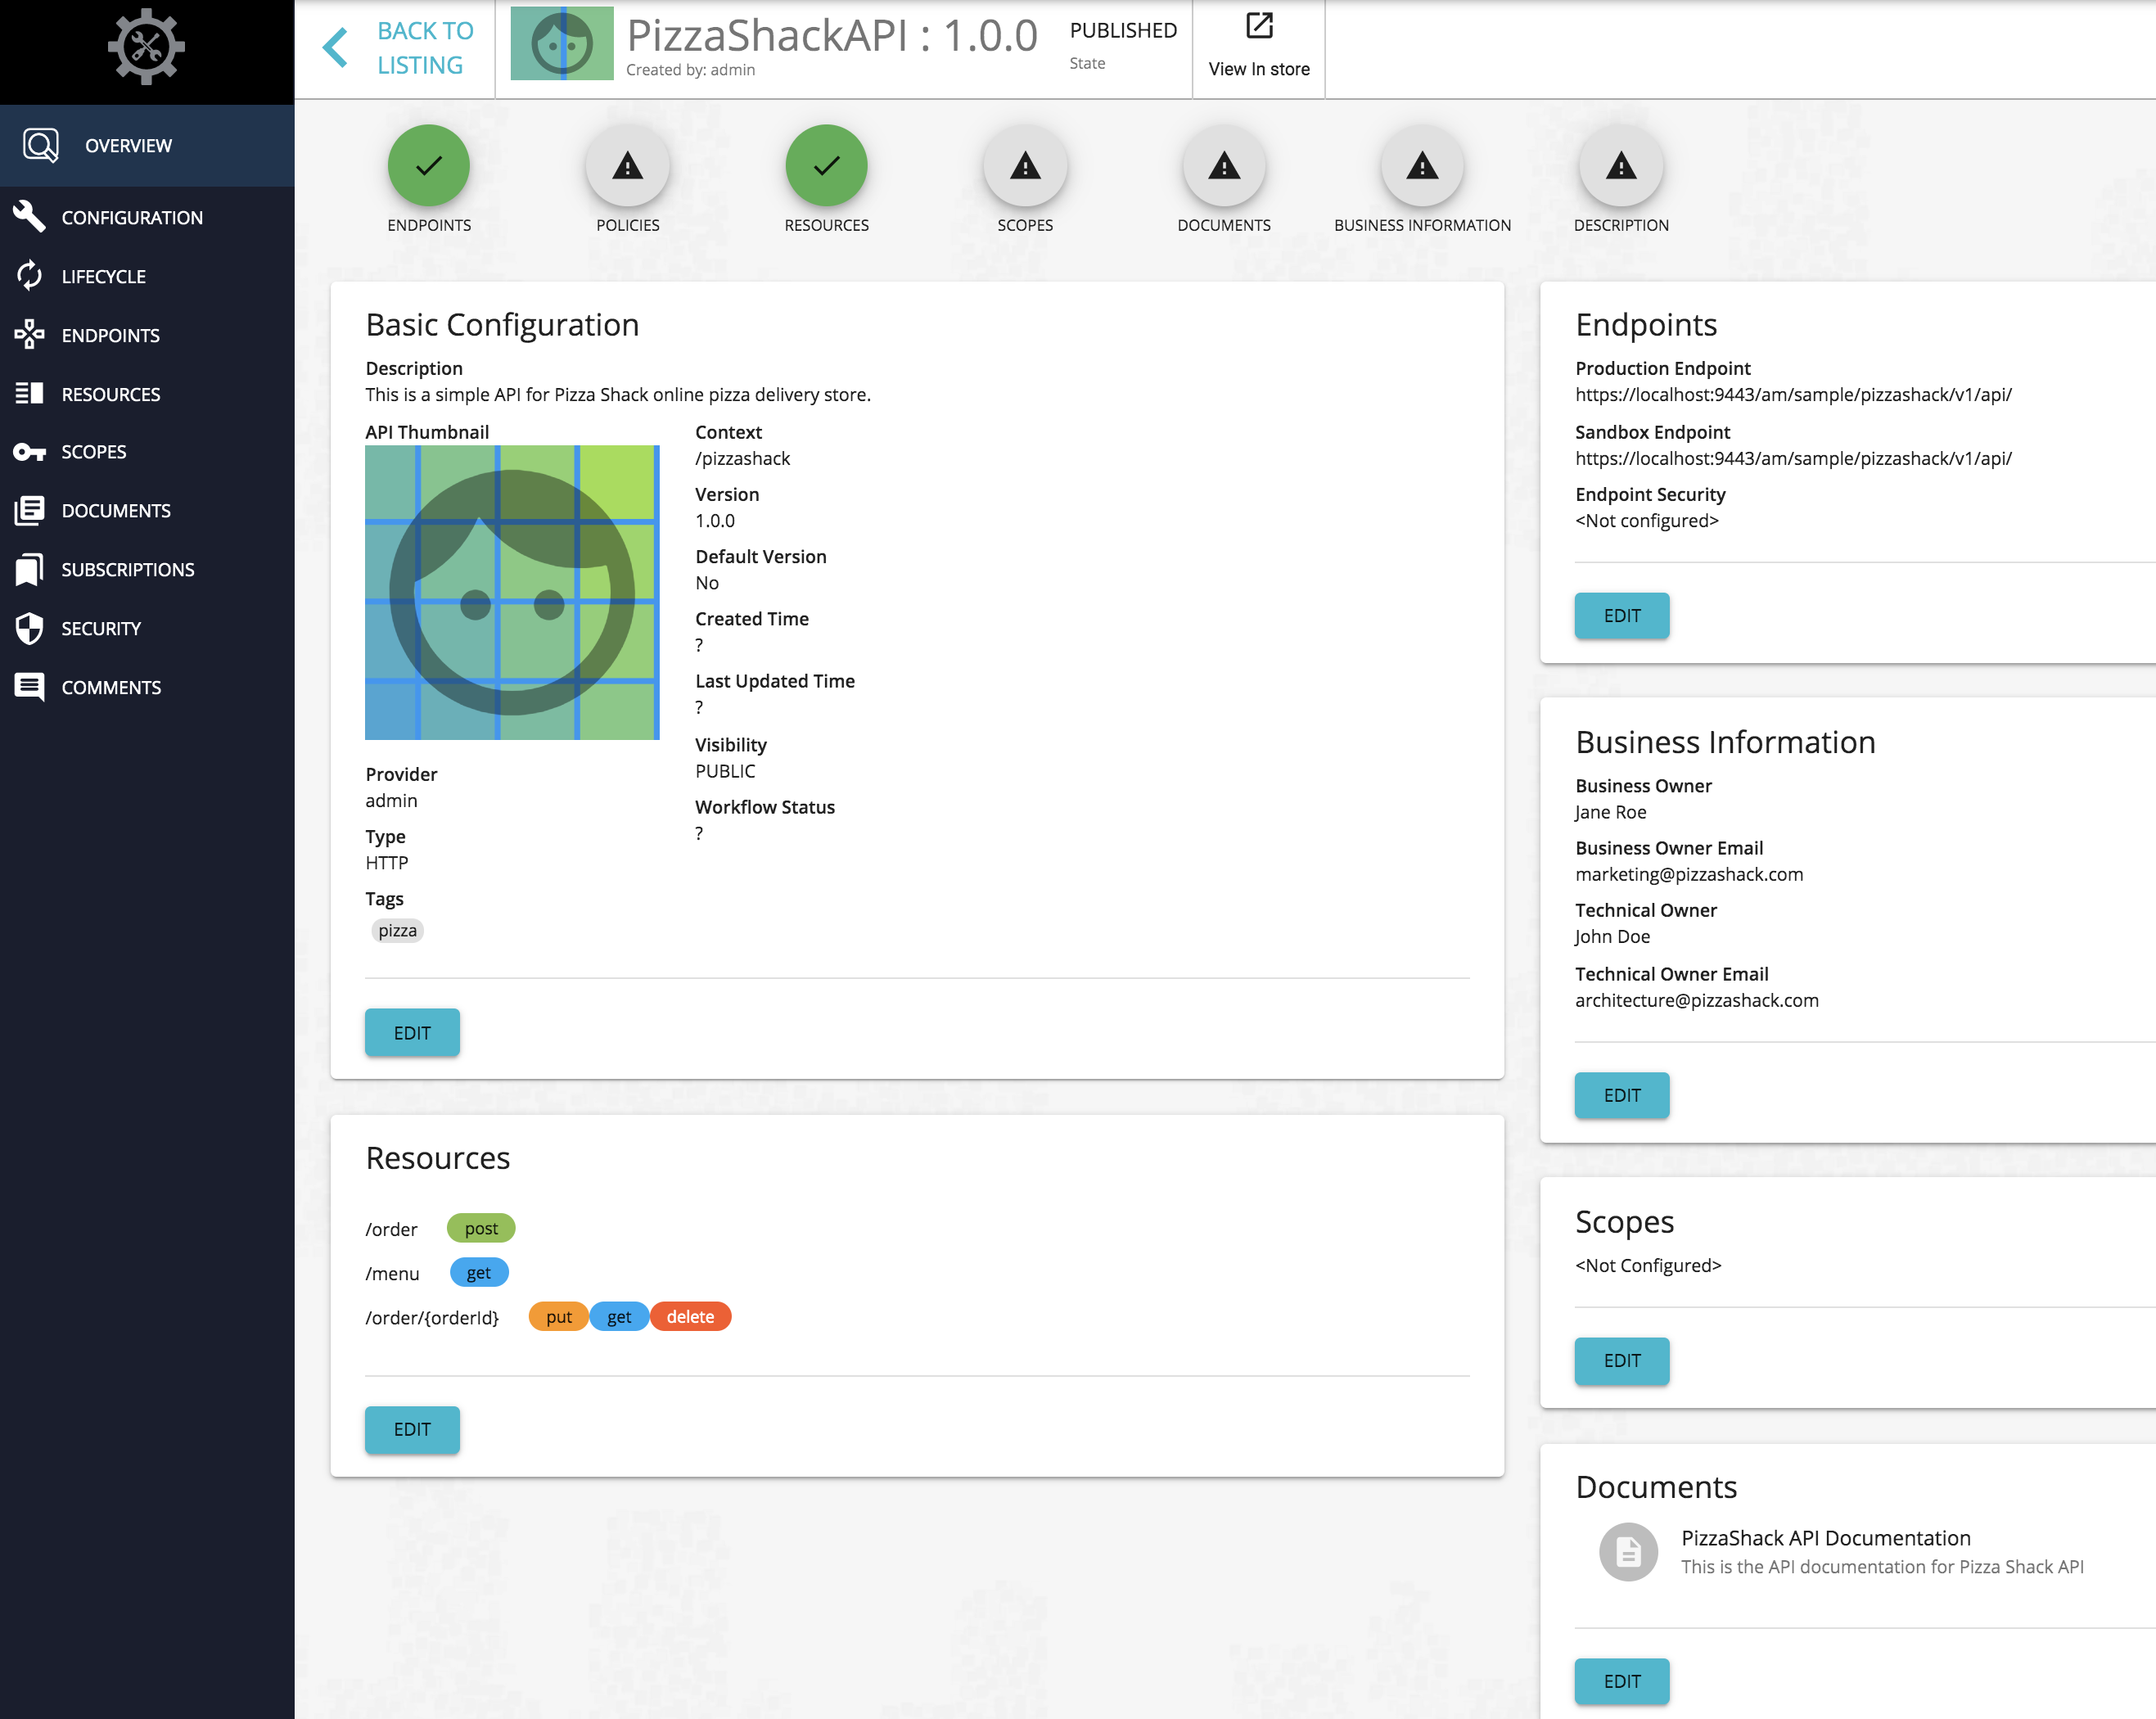 BACK TO
LISTING
PizzaShackAPI : 1.0.0
Created by: admin
PUBLISHED
State
View In store
OVERVIEW
CONFIGURATION
LIFECYCLE
ENDPOINTS
RESOURCES
SCOPES
DOCUMENTS
SUBSCRIPTIONS
SECURITY
COMMENTS
ENDPOINTS
POLICIES
RESOURCES
SCOPES
DOCUMENTS
BUSINESS INFORMATION
DESCRIPTION
Basic Configuration
Description
This is a simple API for Pizza Shack online pizza delivery store.
API Thumbnail
Provider
admin
Type
HTTP
Tags
pizza
Context
/pizzashack
Version
1.0.0
Default Version
No
Created Time
?
Last Updated Time
?
Visibility
PUBLIC
Workflow Status
?
EDIT
Resources
/order post
/menu get
/order/{orderId} put get delete
EDIT
Endpoints
Production Endpoint
https://localhost:9443/am/sample/pizzashack/v1/api/
Sandbox Endpoint
https://localhost:9443/am/sample/pizzashack/v1/api/
Endpoint Security
<Not configured>
EDIT
Business Information
Business Owner
Jane Roe
Business Owner Email
marketing@pizzashack.com
Technical Owner
John Doe
Technical Owner Email
architecture@pizzashack.com
EDIT
Scopes
<Not Configured>
EDIT
Documents
PizzaShack API Documentation
This is the API documentation for Pizza Shack API
EDIT